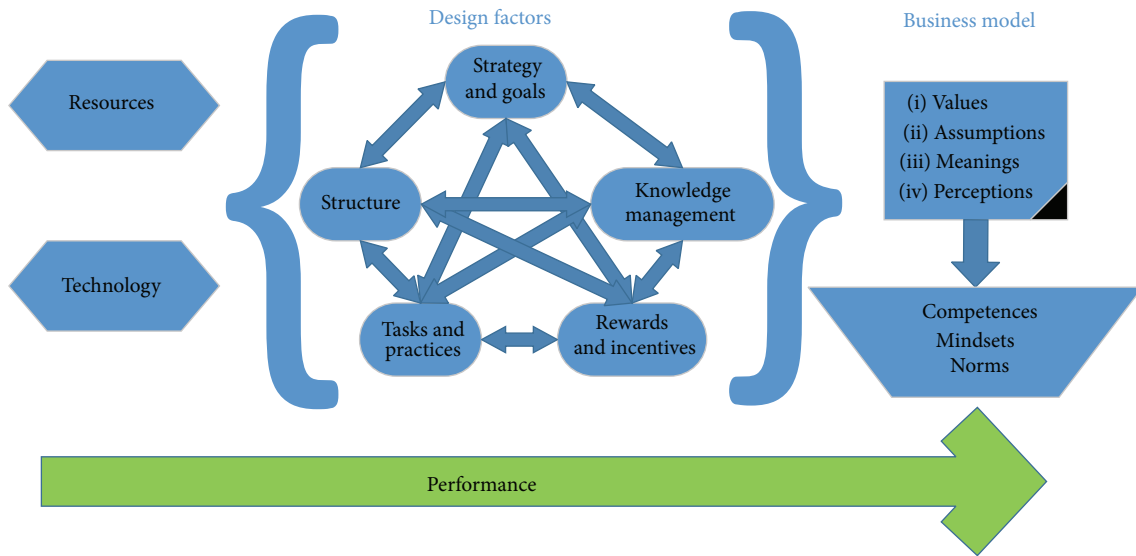 Design factors
Business model
Resources
Technology
Strategy
and goals
Structure
Knowledge
management
Tasks and
practices
Rewards
and incentives
(i) Values
(ii) Assumptions
(iii) Meanings
(iv) Perceptions
Competences
Mindsets
Norms
Performance